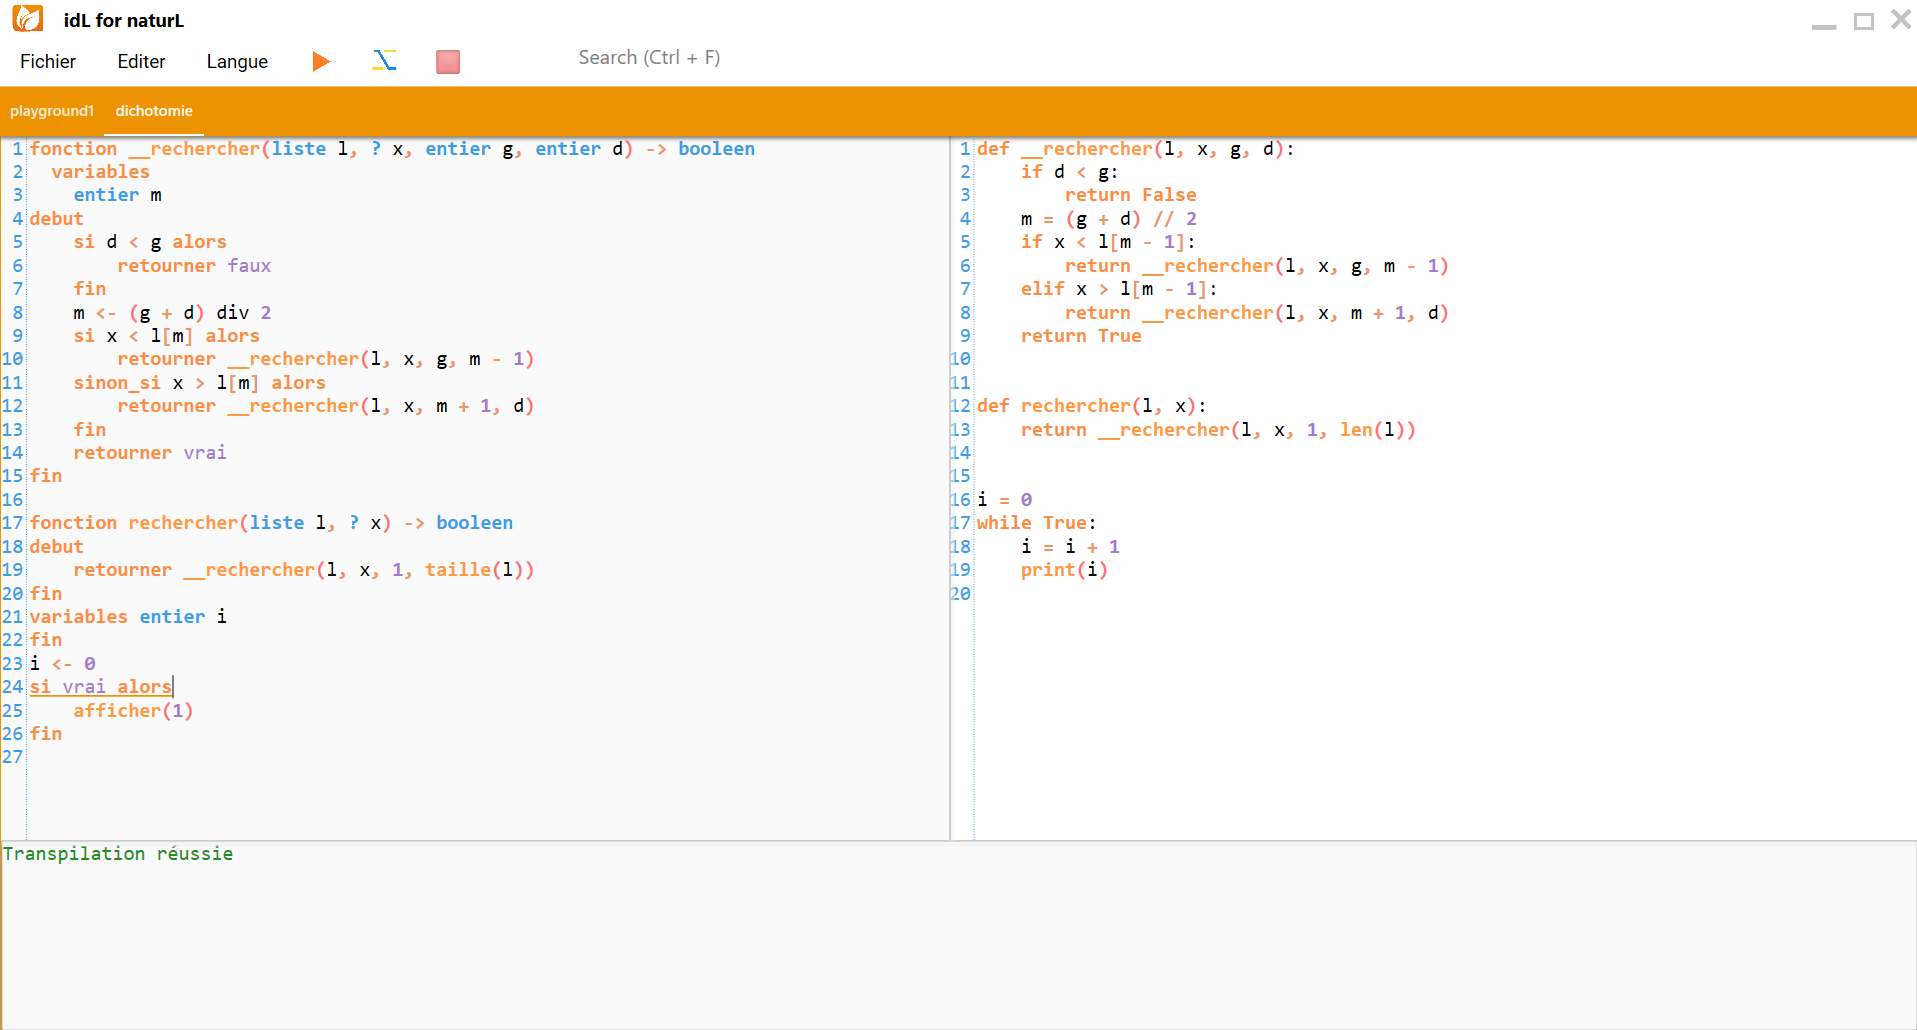 idL for naturL
Fichier Editer Langue Search (Ctrl + F)
playground1 dichotomie
1 fonction __rechercher(liste l, ? x, entier g, entier d) -> booleen
2   variables
3     entier m
4 debut
5     si d < g alors
6         retourner faux
7     fin
8     m <- (g + d) div 2
9     si x < l[m] alors
10         retourner __rechercher(l, x, g, m - 1)
11     sinon_si x > l[m] alors
12         retourner __rechercher(l, x, m + 1, d)
13     fin
14     retourner vrai
15 fin
16
17 fonction rechercher(liste l, ? x) -> booleen
18 debut
19     retourner __rechercher(l, x, 1, taille(l))
20 fin
21 variables entier i
22 fin
23 i <- 0
24 si vrai alors
25     afficher(1)
26 fin
27
1 def __rechercher(l, x, g, d):
2     if d < g:
3         return False
4     m = (g + d) // 2
5     if x < l[m - 1]:
6         return __rechercher(l, x, g, m - 1)
7     elif x > l[m - 1]:
8         return __rechercher(l, x, m + 1, d)
9     return True
10
11
12 def rechercher(l, x):
13     return __rechercher(l, x, 1, len(l))
14
15
16 i = 0
17 while True:
18     i = i + 1
19     print(i)
20
Transpilation réussie